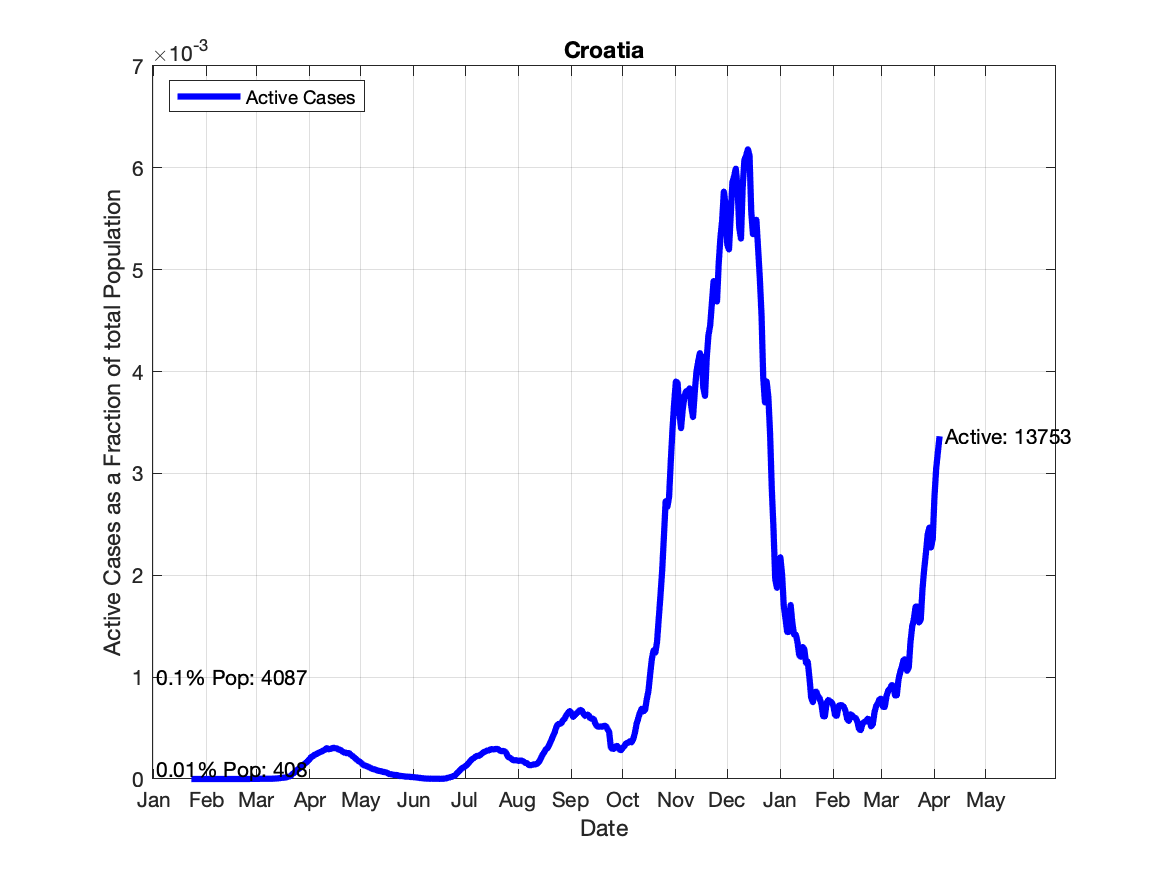 Croatia
×10-3
Active Cases
7
6
5
4
3
2
1
0
Active Cases as a Fraction of total Population
Active: 13753
0.1% Pop: 4087
0.01% Pop: 408
Jan Feb Mar Apr May Jun Jul Aug Sep Oct Nov Dec Jan Feb Mar Apr May
Date